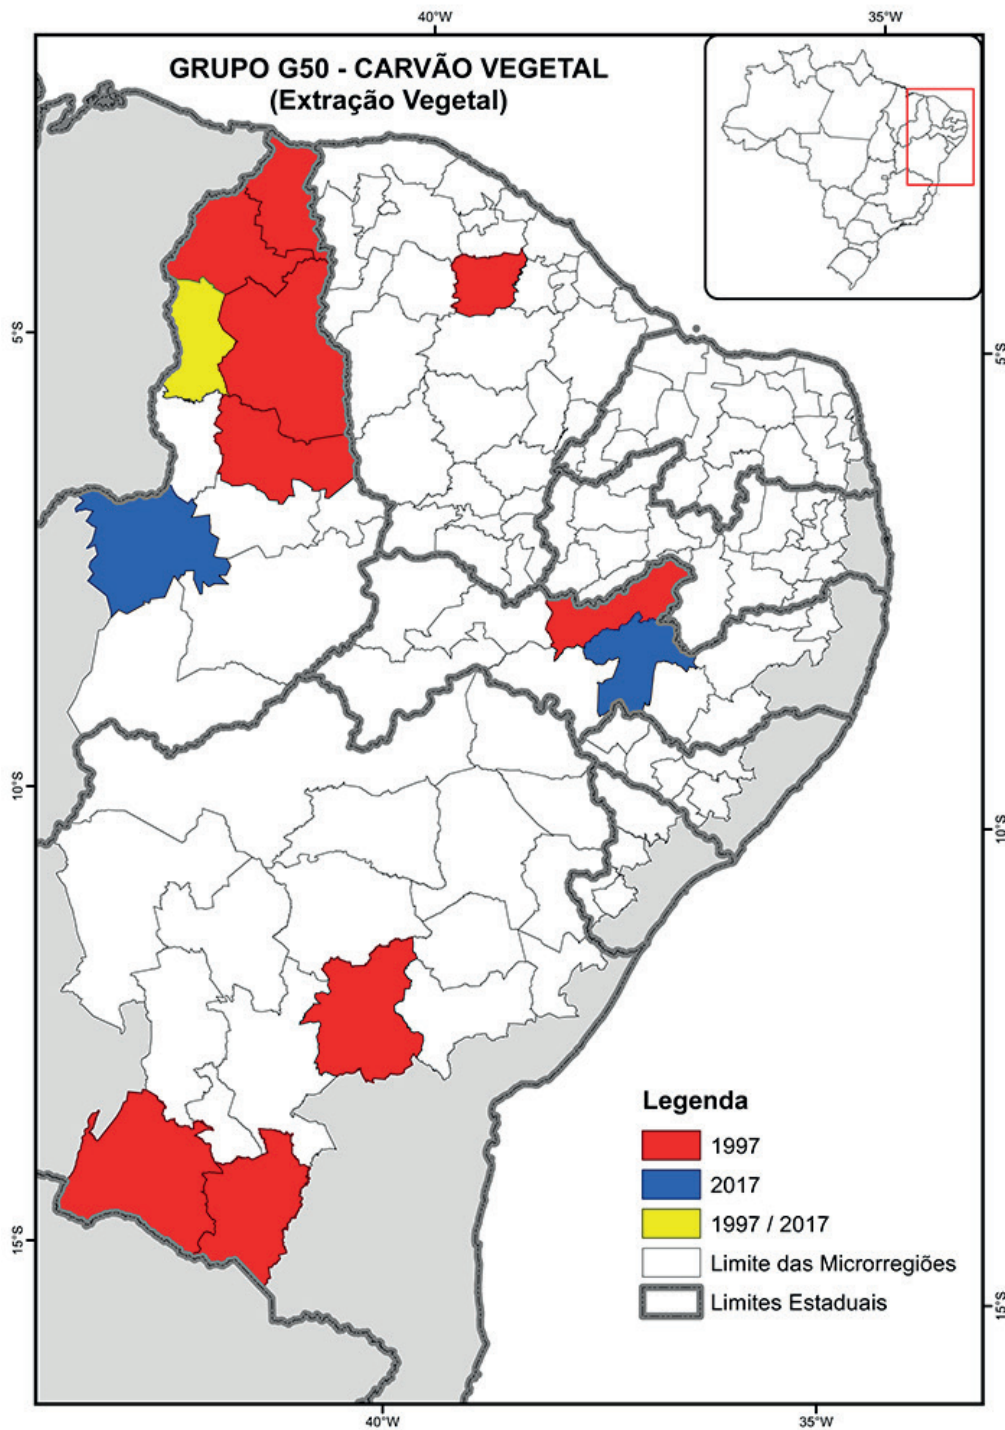 40°W
35°W
GRUPO G50 - CARVÃO VEGETAL
(Extração Vegetal)
5°S
5°S
10°S
10°S
Legenda
1997
2017
1997 / 2017
Limite das Microrregiões
Limites Estaduais
15°S
15°S
40°W
35°W